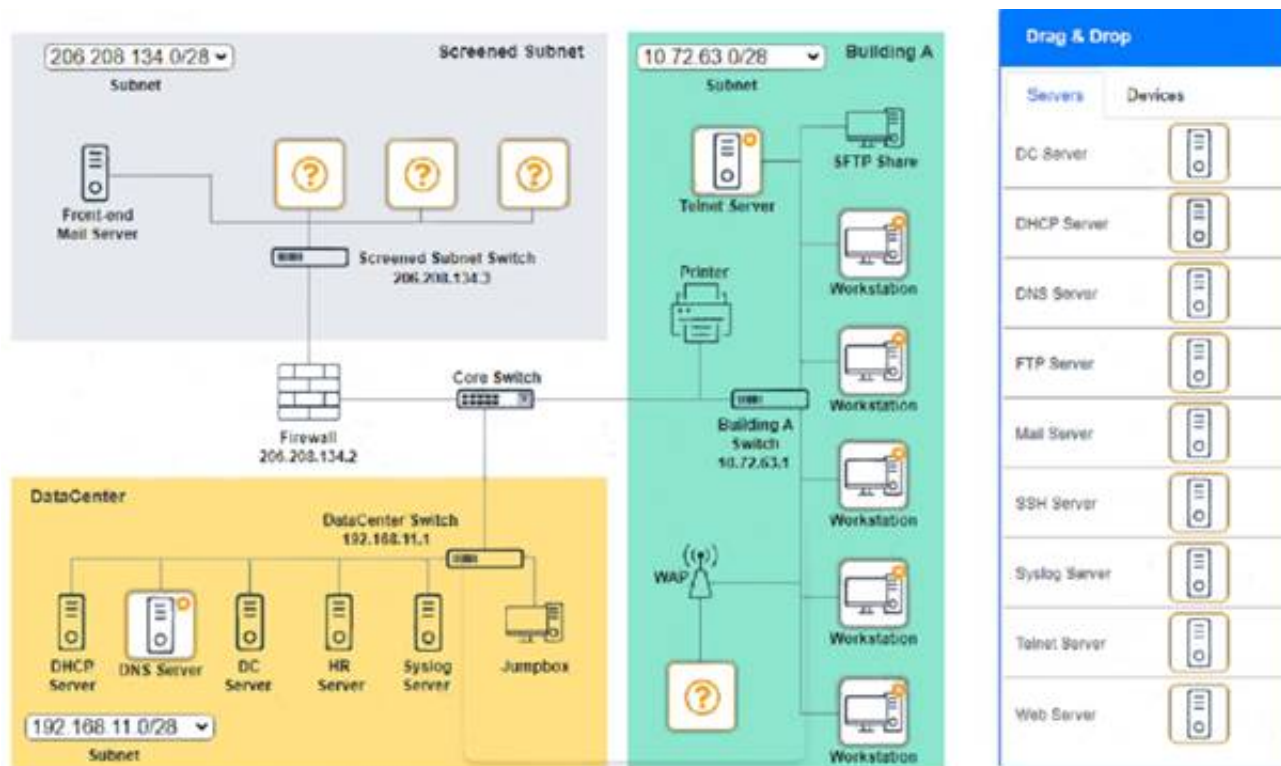 206.208.134.0/28
Subnet
Screened Subnet
?
?
?
Front-end
Mail Server
Screened Subnet Switch
206.208.134.3
Firewall
206.208.134.2
Core Switch
10.72.63.0/28
Subnet
Building A
SFTP Share
Telnet Server
Workstation
Printer
Workstation
Building A
Switch
10.72.63.1
Workstation
WAP
Workstation
?
Workstation
DataCenter
DataCenter Switch
192.168.11.1
DHCP
Server
DNS Server
DC
Server
HR
Server
Syslog
Server
Jumpbox
192.168.11.0/28
Subnet
Drag & Drop
Servers
Devices
DC Server
DHCP Server
DNS Server
FTP Server
Mail Server
SSH Server
Syslog Server
Telnet Server
Web Server